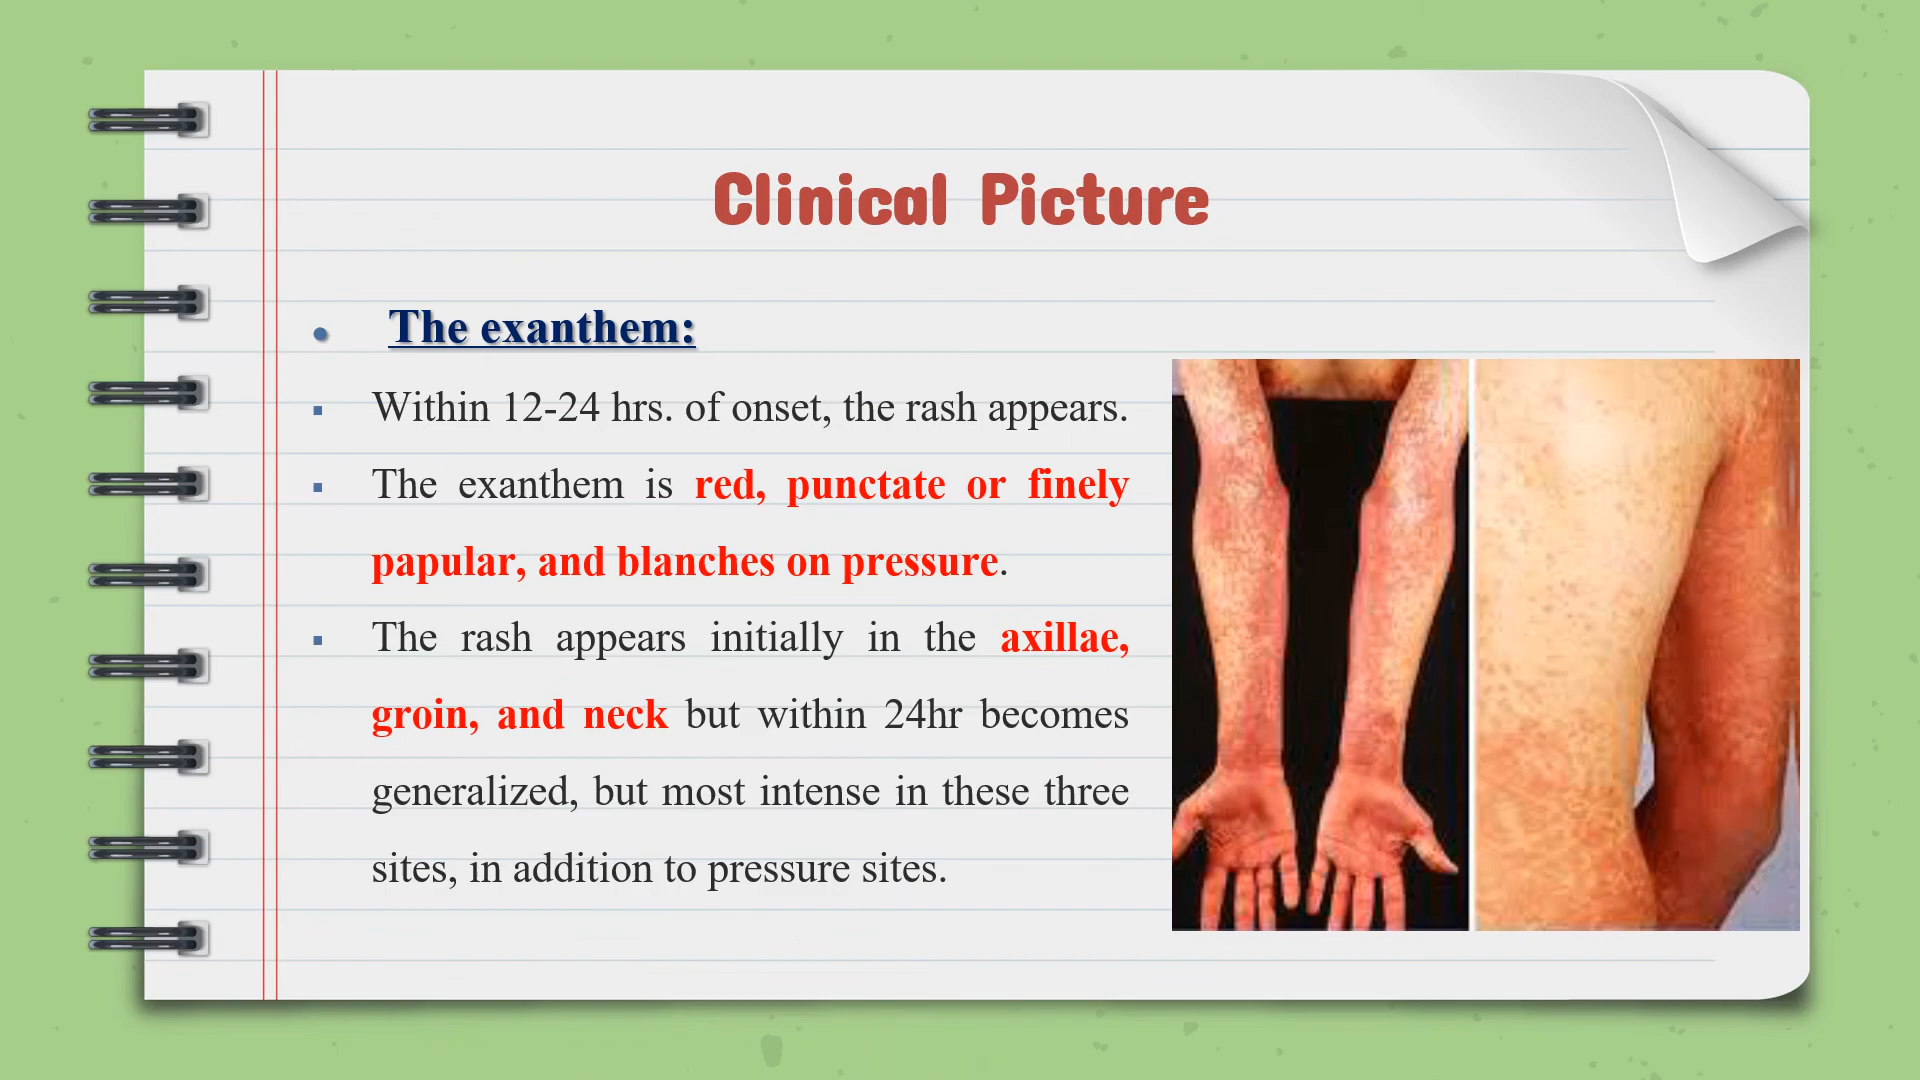 Clinical Picture
• The exanthem:
▪ Within 12-24 hrs. of onset, the rash appears.
▪ The exanthem is red, punctate or finely
papular, and blanches on pressure.
▪ The rash appears initially in the axillae,
groin, and neck but within 24hr becomes
generalized, but most intense in these three
sites, in addition to pressure sites.